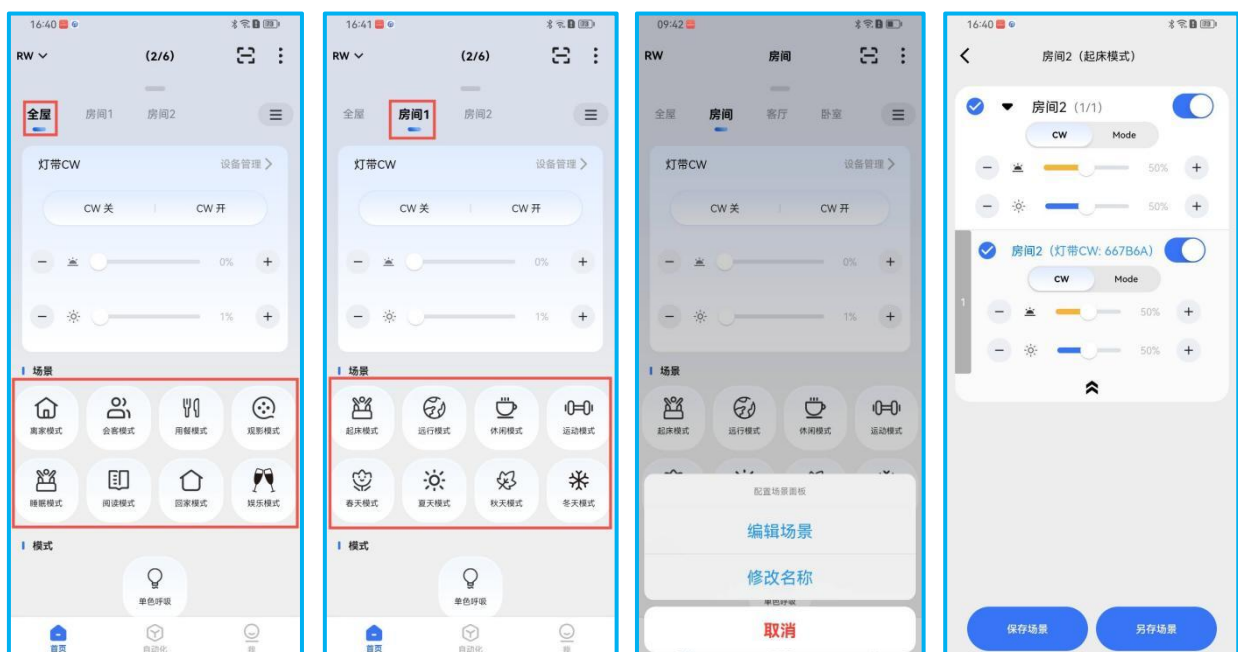 16:40
RW
(2/6)
全屋
房间1
房间2
灯带CW
设备管理
CW 关
CW 开
0%
1%
场景
离家模式
会客模式
用餐模式
观影模式
睡眠模式
阅读模式
回家模式
娱乐模式
模式
单色呼吸
首页
自动化
16:41
RW
(2/6)
全屋
房间1
房间2
灯带CW
设备管理
CW 关
CW 开
0%
1%
场景
起床模式
远行模式
休闲模式
运动模式
春天模式
夏天模式
秋天模式
冬天模式
模式
单色呼吸
首页
自动化
09:42
RW
房间
全屋
房间
客厅
卧室
灯带CW
设备管理
CW 关
CW 开
0%
1%
场景
起床模式
远行模式
休闲模式
运动模式
配置场景面板
编辑场景
修改名称
单色呼吸
取消
16:40
房间2（起床模式）
房间2 (1/1)
CW
Mode
50%
50%
1
房间2（灯带CW: 667B6A）
CW
Mode
50%
50%
保存场景
另存场景